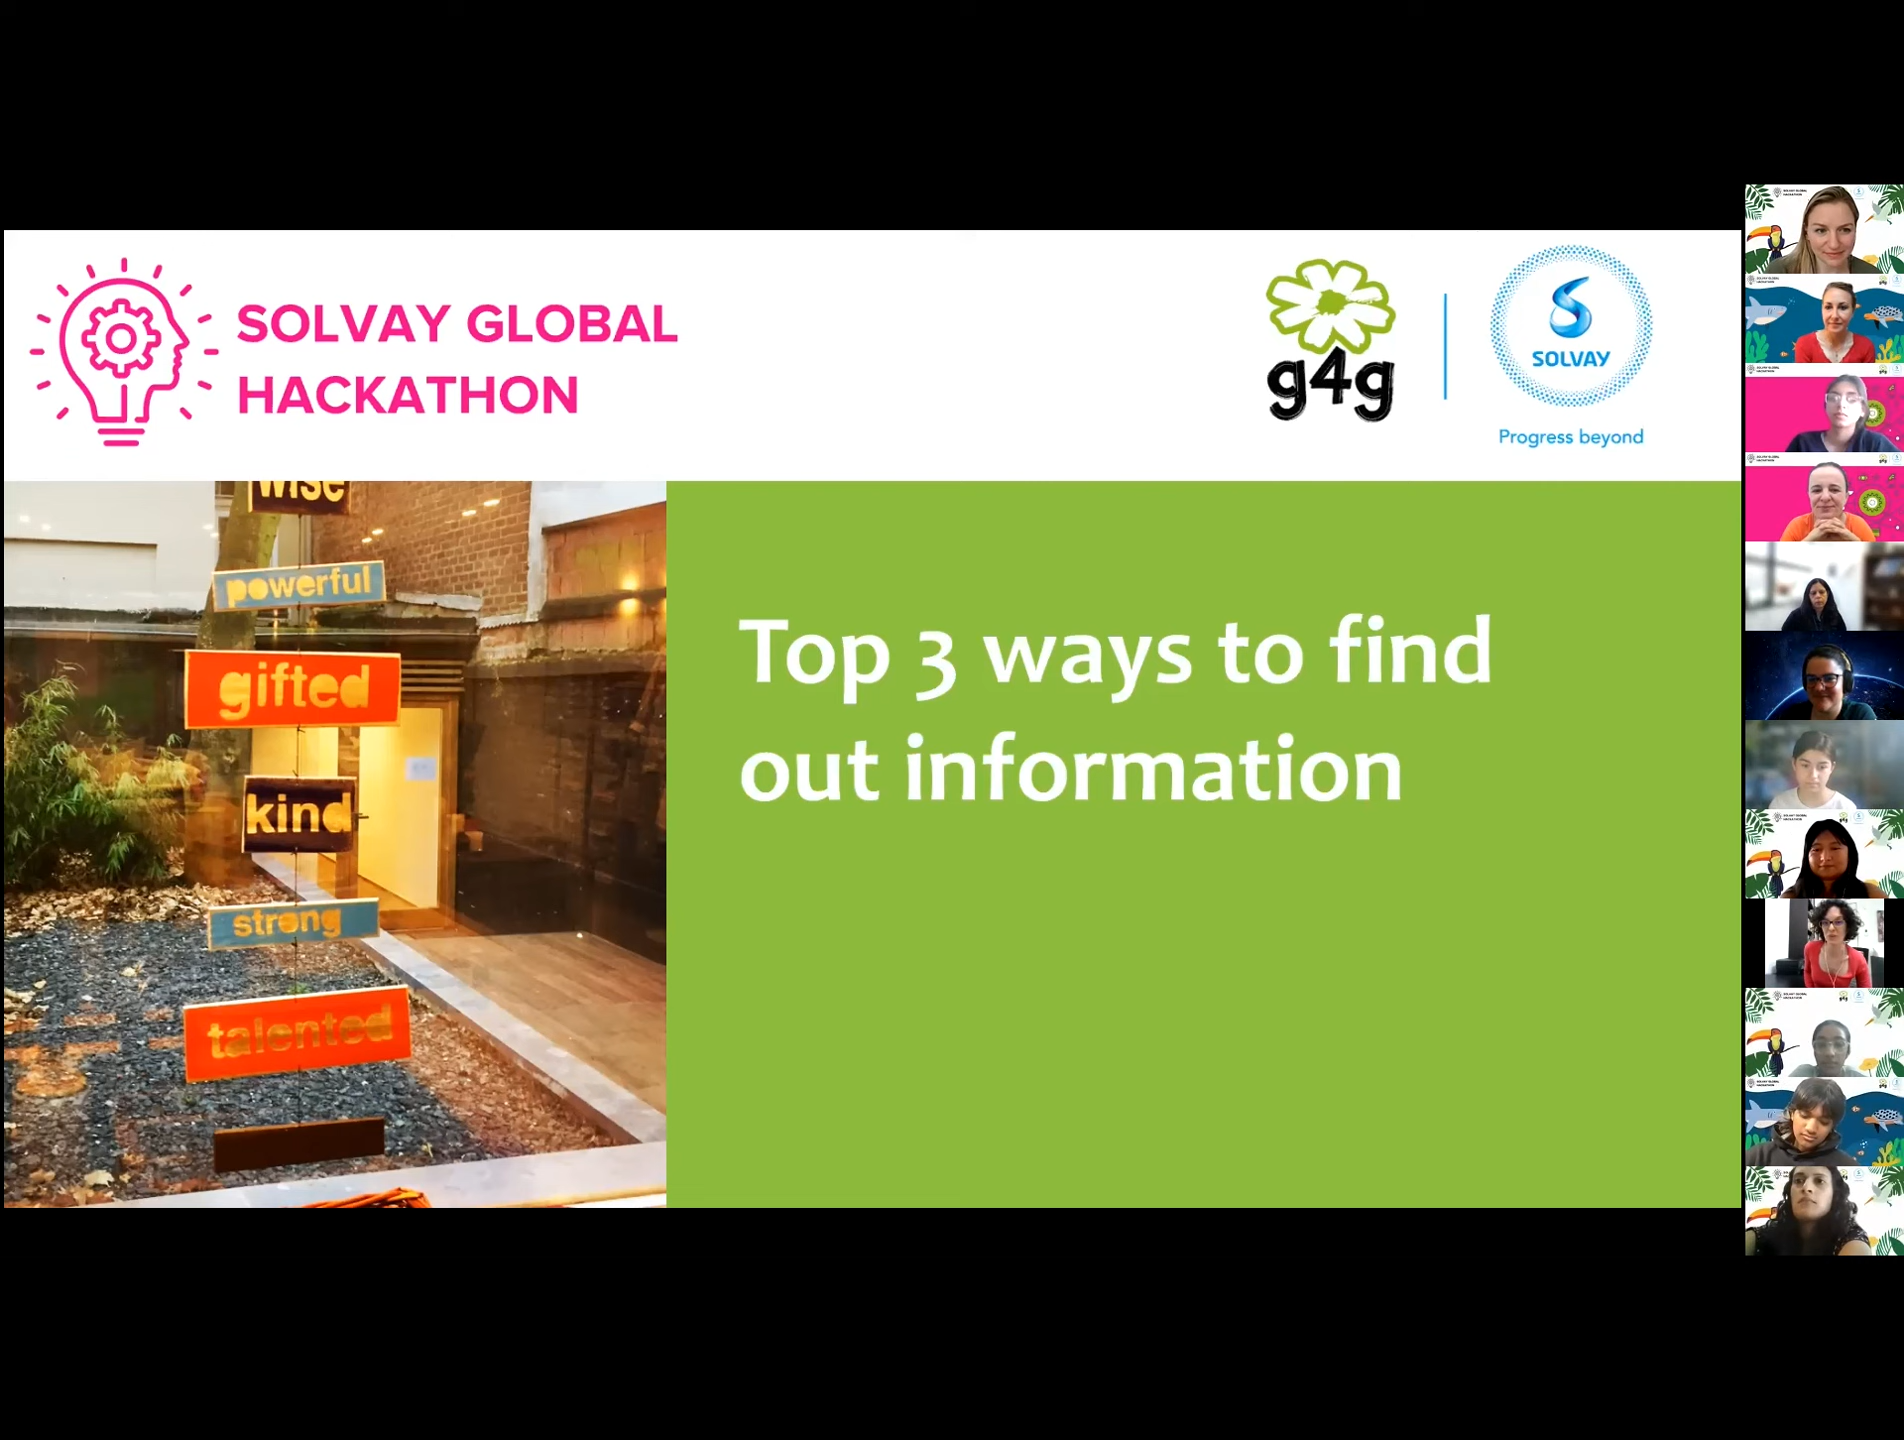 SOLVAY GLOBAL
HACKATHON
g4g
SOLVAY
Progress beyond
wise
powerful
gifted
kind
strong
talented
Top 3 ways to find
out information